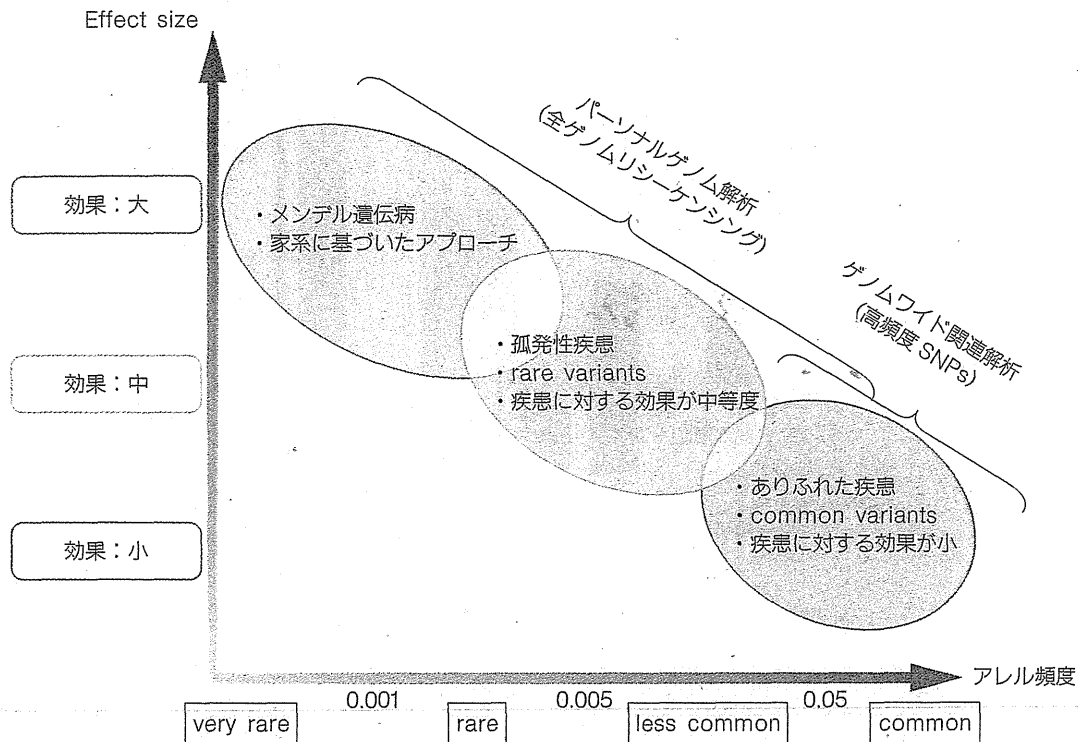 Effect size
パーソナルゲノム解析
(全ゲノムリシーケンシング)
ゲノムワイド関連解析
(高頻度 SNPs)
効果：大
・メンデル遺伝病
・家系に基づいたアプローチ
効果：中
・孤発性疾患
・rare variants
・疾患に対する効果が中等度
効果：小
・ありふれた疾患
・common variants
・疾患に対する効果が小
アレル頻度
0.001
0.005
0.05
very rare
rare
less common
common